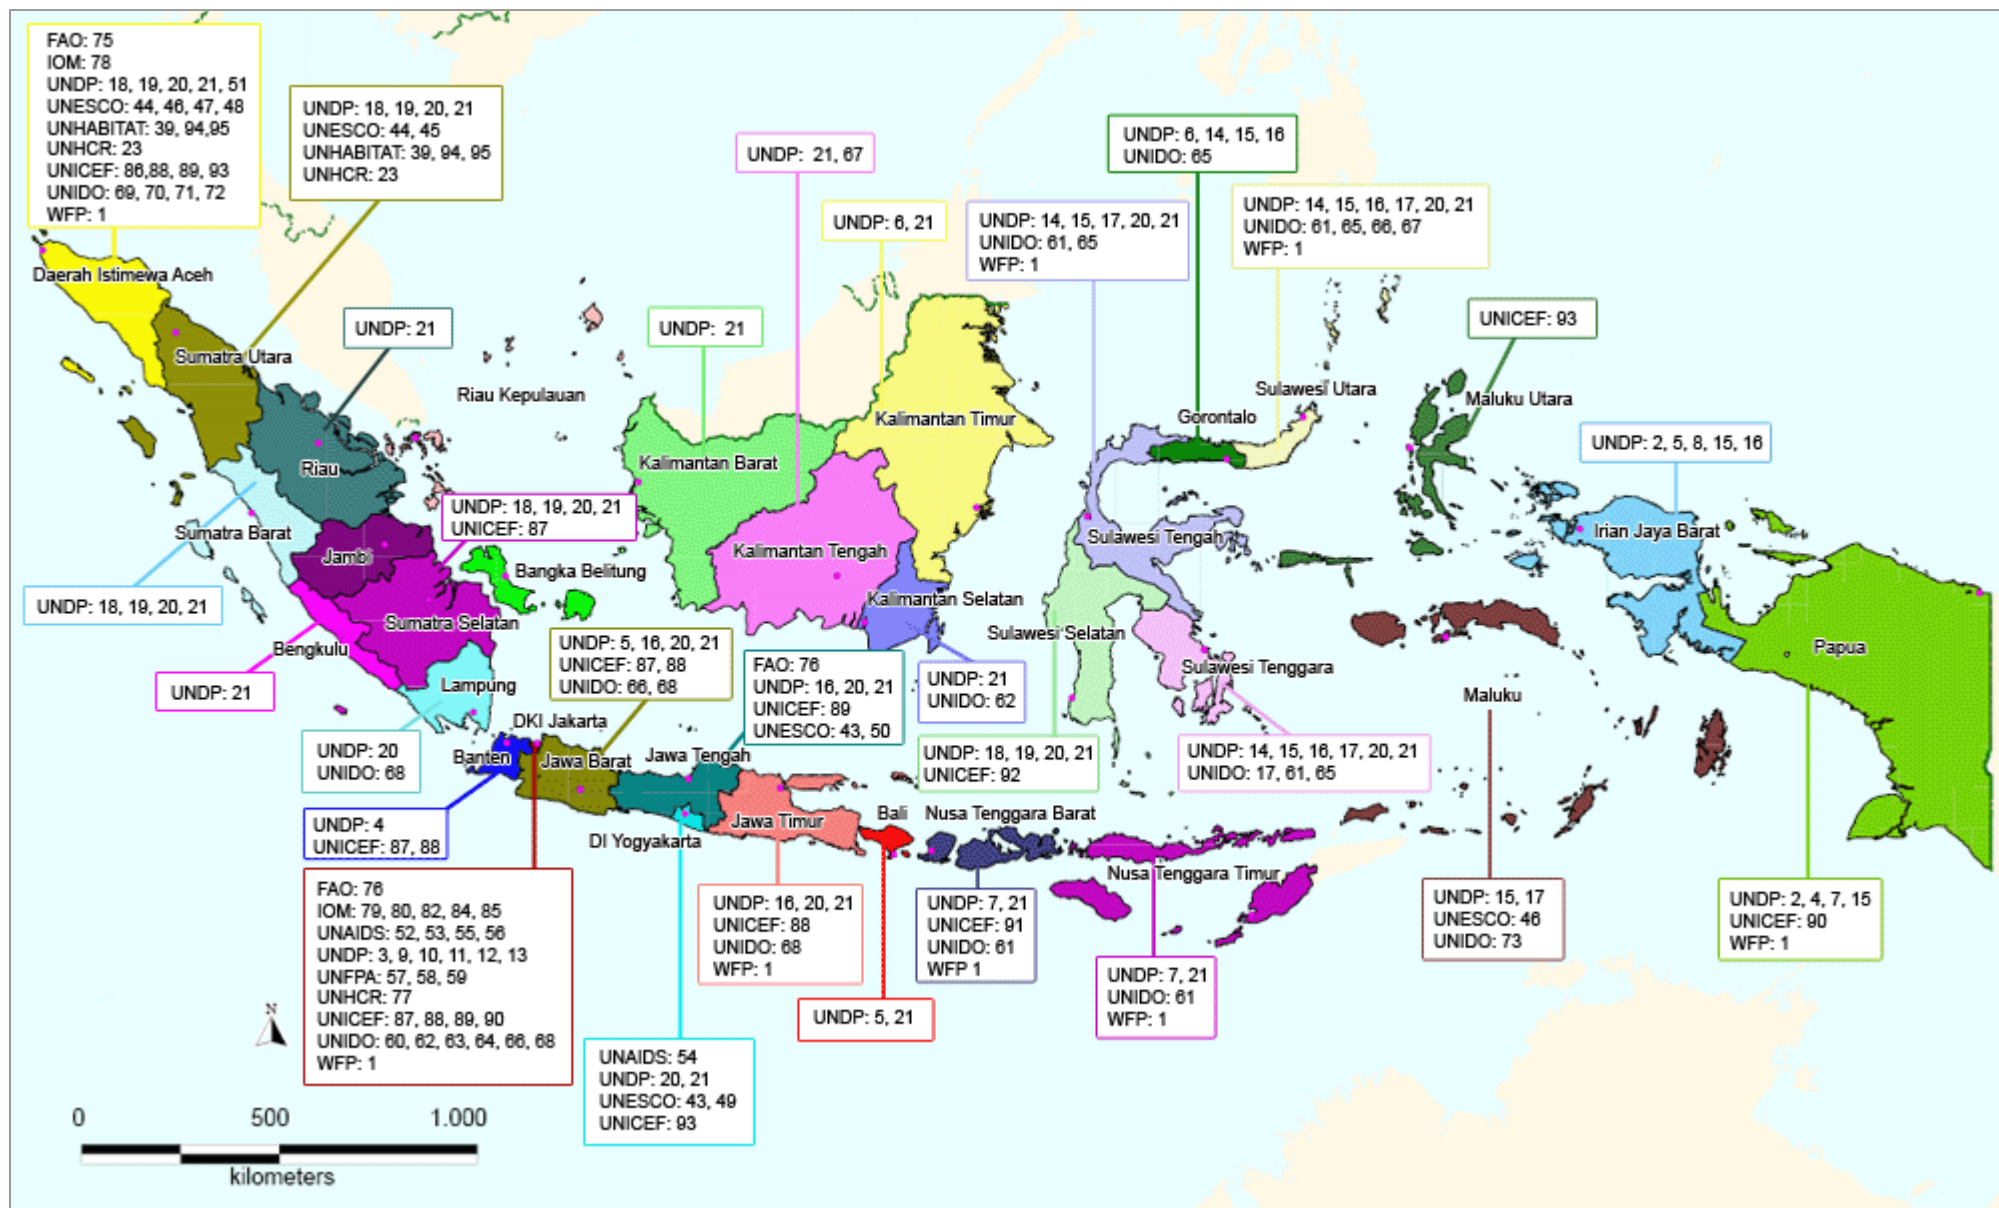 FAO: 75
IOM: 78
UNDP: 18, 19, 20, 21, 51
UNESCO: 44, 46, 47, 48
UNHABITAT: 39, 94,95
UNHCR: 23
UNICEF: 86,88, 89, 93
UNIDO: 69, 70, 71, 72
WFP: 1
UNDP: 18, 19, 20, 21
UNESCO: 44, 45
UNHABITAT: 39, 94, 95
UNHCR: 23
UNDP: 21, 67
UNDP: 6, 14, 15, 16
UNIDO: 65
UNDP: 6, 21
UNDP: 14, 15, 17, 20, 21
UNIDO: 61, 65
WFP: 1
UNDP: 14, 15, 16, 17, 20, 21
UNIDO: 61, 65, 66, 67
WFP: 1
Daerah Istimewa Aceh
UNDP: 21
UNDP: 21
UNICEF: 93
Sumatra Utara
Riau Kepulauan
Kalimantan Timur
Sulawesi Utara
Gorontalo
Maluku Utara
UNDP: 2, 5, 8, 15, 16
Riau
Kalimantan Barat
UNDP: 18, 19, 20, 21
UNICEF: 87
Sumatra Barat
Jambi
Kalimantan Tengah
Sulawesi Tengah
Irian Jaya Barat
Bangka Belitung
UNDP: 18, 19, 20, 21
Kalimantan Selatan
Sumatra Selatan
Sulawesi Selatan
Bengkulu
Papua
UNDP: 5, 16, 20, 21
UNICEF: 87, 88
UNIDO: 66, 68
FAO: 76
UNDP: 16, 20, 21
UNICEF: 89
UNESCO: 43, 50
UNDP: 21
UNIDO: 62
Sulawesi Tenggara
UNDP: 21
Lampung
Maluku
DKI Jakarta
UNDP: 20
UNIDO: 68
Banten
Jawa Barat
Jawa Tengah
UNDP: 18, 19, 20, 21
UNICEF: 92
UNDP: 14, 15, 16, 17, 20, 21
UNIDO: 17, 61, 65
UNDP: 4
UNICEF: 87, 88
DI Yogyakarta
Jawa Timur
Bali
Nusa Tenggara Barat
Nusa Tenggara Timur
FAO: 76
IOM: 79, 80, 82, 84, 85
UNAIDS: 52, 53, 55, 56
UNDP: 3, 9, 10, 11, 12, 13
UNFPA: 57, 58, 59
UNHCR: 77
UNICEF: 87, 88, 89, 90
UNIDO: 60, 62, 63, 64, 66, 68
WFP: 1
UNDP: 16, 20, 21
UNICEF: 88
UNIDO: 68
WFP: 1
UNDP: 7, 21
UNICEF: 91
UNIDO: 61
WFP 1
UNDP: 15, 17
UNESCO: 46
UNIDO: 73
UNDP: 2, 4, 7, 15
UNICEF: 90
WFP: 1
UNDP: 7, 21
UNIDO: 61
WFP: 1
UNDP: 5, 21
N
UNAIDS: 54
UNDP: 20, 21
UNESCO: 43, 49
UNICEF: 93
0 500 1.000
kilometers